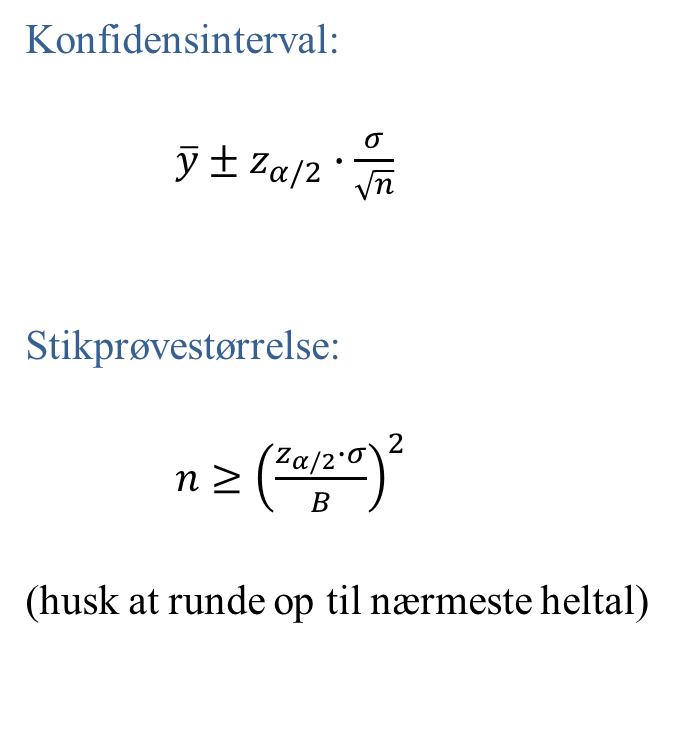 Konfidensinterval:
ȳ ± z_{α/2} · σ/√n
Stikprøvestørrelse:
n ≥ (z_{α/2}·σ/B)²
(husk at runde op til nærmeste heltal)